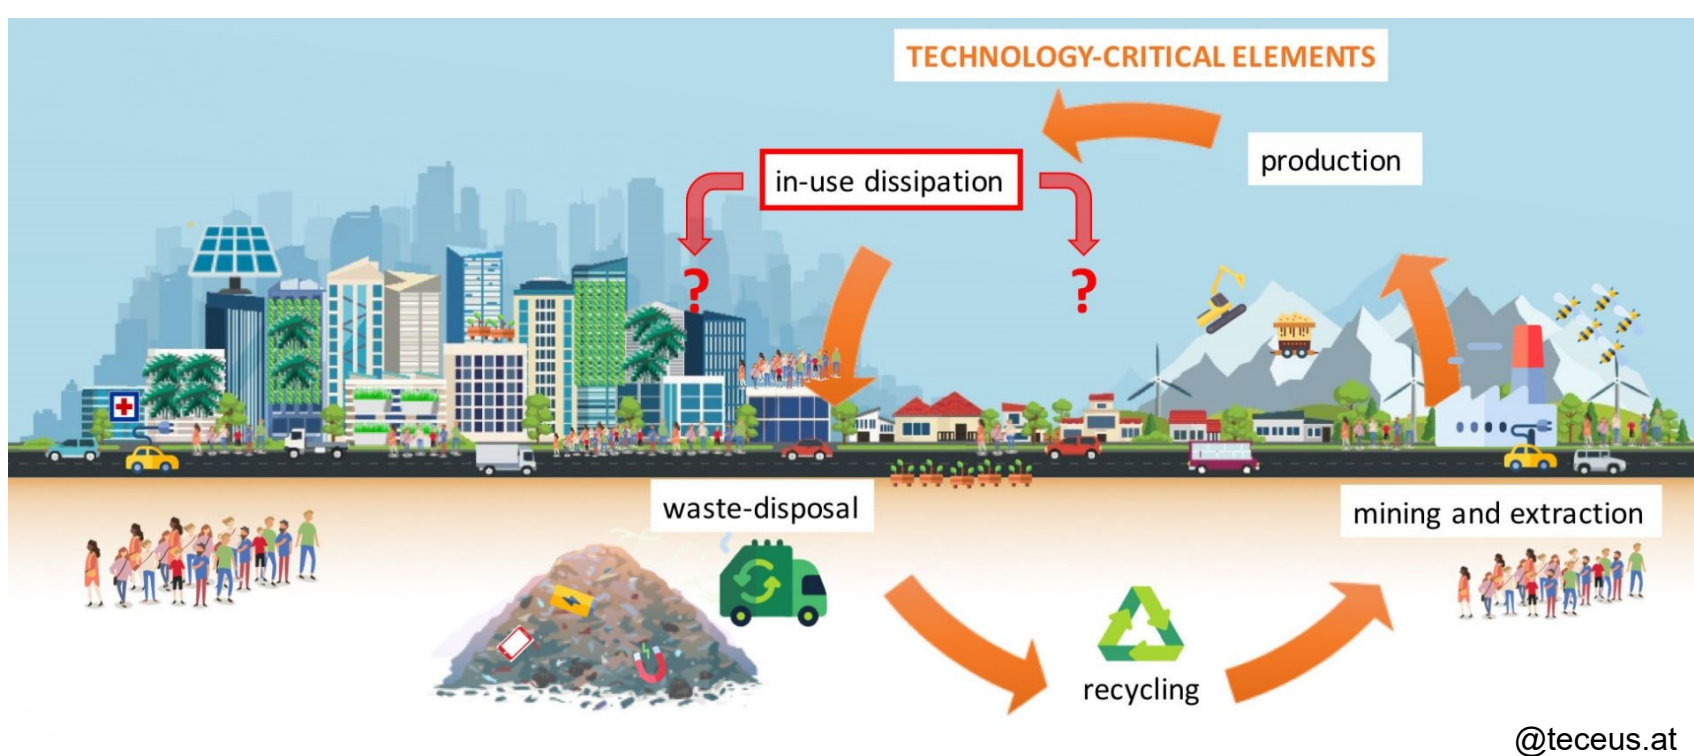 TECHNOLOGY-CRITICAL ELEMENTS
production
in-use dissipation
?
?
waste-disposal
mining and extraction
recycling
@teceus.at